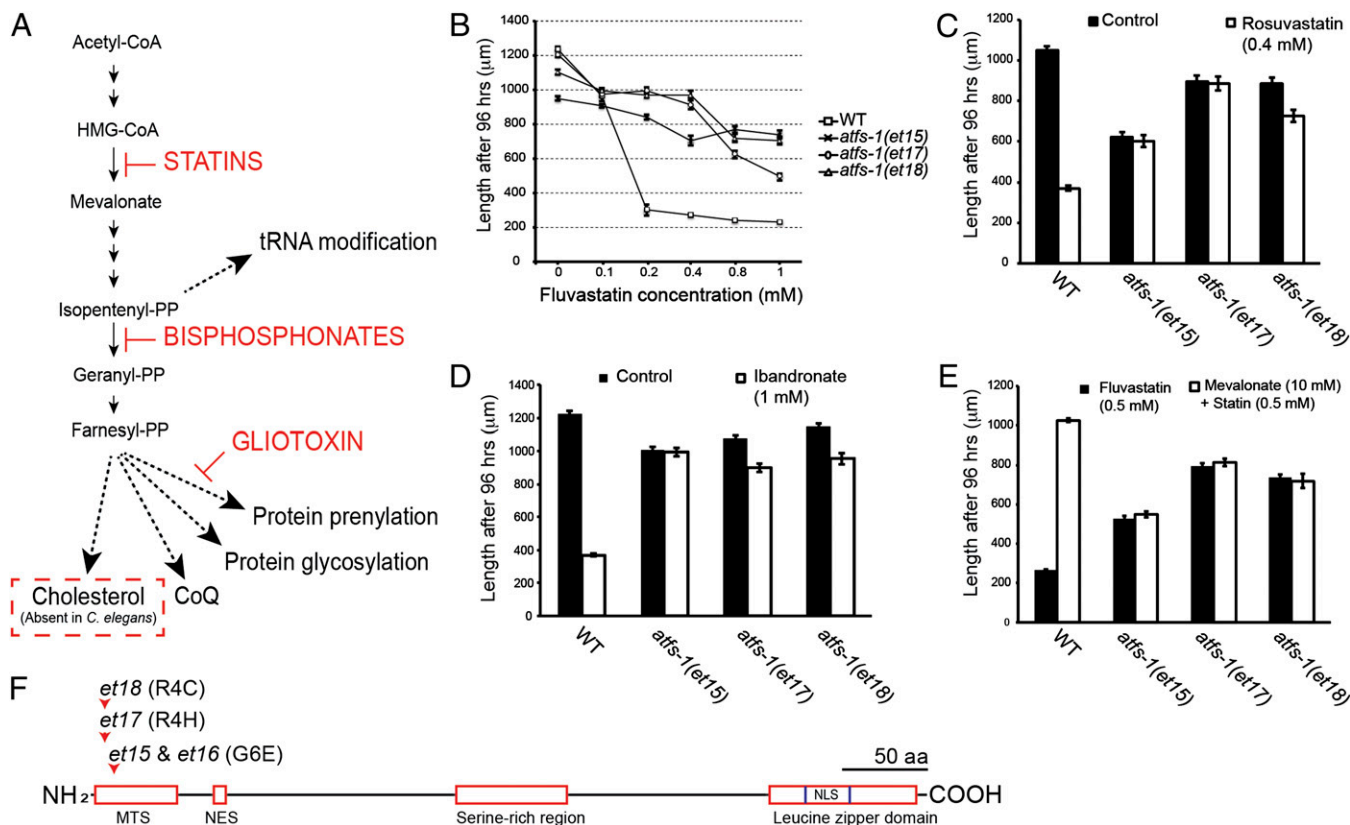 A
Acetyl-CoA
HMG-CoA
STATINS
Mevalonate
tRNA modification
Isopentenyl-PP
BISPHOSPHONATES
Geranyl-PP
Farnesyl-PP
GLIOTOXIN
Protein prenylation
Protein glycosylation
Cholesterol
(Absent in C. elegans)
CoQ
B
Length after 96 hrs (μm)
1400
1200
1000
800
600
400
200
0
0 0.1 0.2 0.4 0.8 1
Fluvastatin concentration (mM)
WT
atfs-1(et15)
atfs-1(et17)
atfs-1(et18)
C
Control
Rosuvastatin
(0.4 mM)
Length after 96 hrs (μm)
1200
1000
800
600
400
200
0
WT
atfs-1(et15)
atfs-1(et17)
atfs-1(et18)
D
Control
Ibandronate
(1 mM)
Length after 96 hrs (μm)
1400
1200
1000
800
600
400
200
0
WT
atfs-1(et15)
atfs-1(et17)
atfs-1(et18)
E
Fluvastatin
(0.5 mM)
Mevalonate (10 mM)
+ Statin (0.5 mM)
Length after 96 hrs (μm)
1200
1000
800
600
400
200
0
WT
atfs-1(et15)
atfs-1(et17)
atfs-1(et18)
F
et18 (R4C)
et17 (R4H)
et15 & et16 (G6E)
50 aa
NH₂
NLS
COOH
MTS
NES
Serine-rich region
Leucine zipper domain